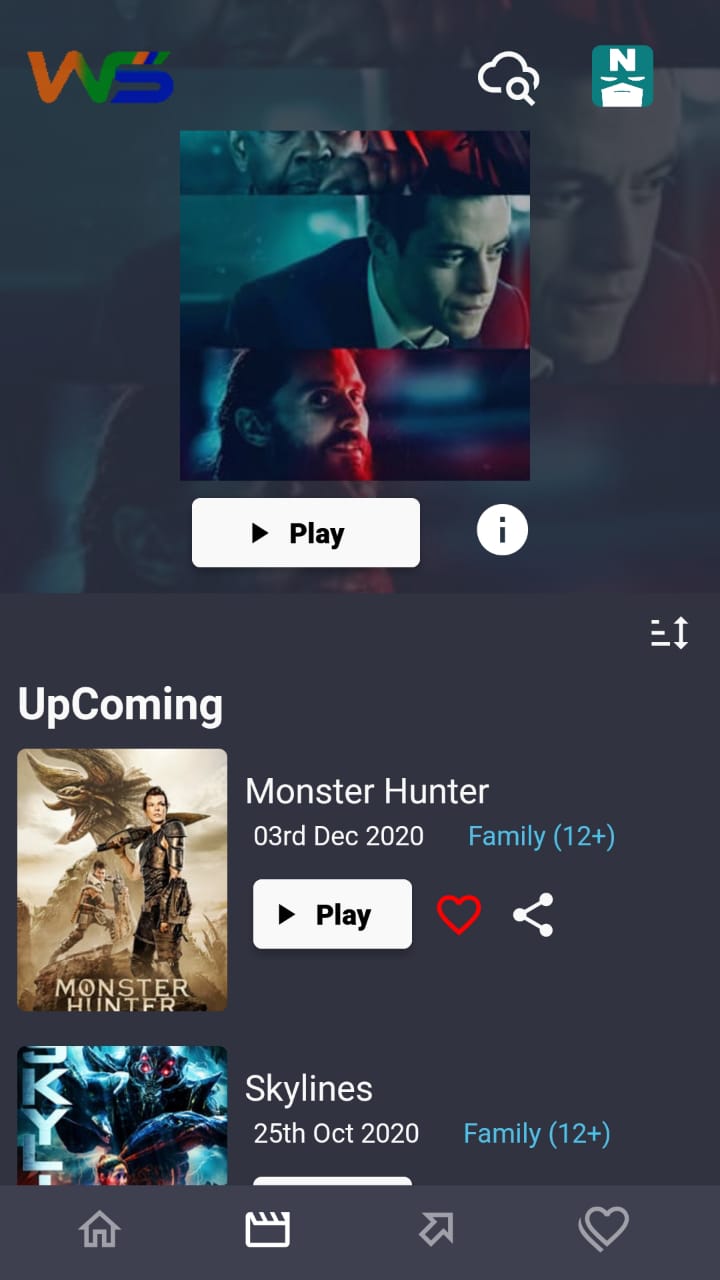 WS
N
Play
i
UpComing
Monster Hunter
03rd Dec 2020 Family (12+)
Play
MONSTER
HUNTER
Skylines
25th Oct 2020 Family (12+)
SKYL